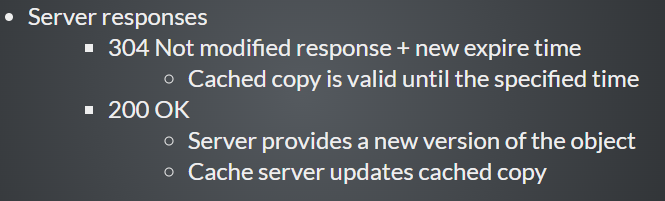 • Server responses
▪ 304 Not modified response + new expire time
○ Cached copy is valid until the specified time
▪ 200 OK
○ Server provides a new version of the object
○ Cache server updates cached copy